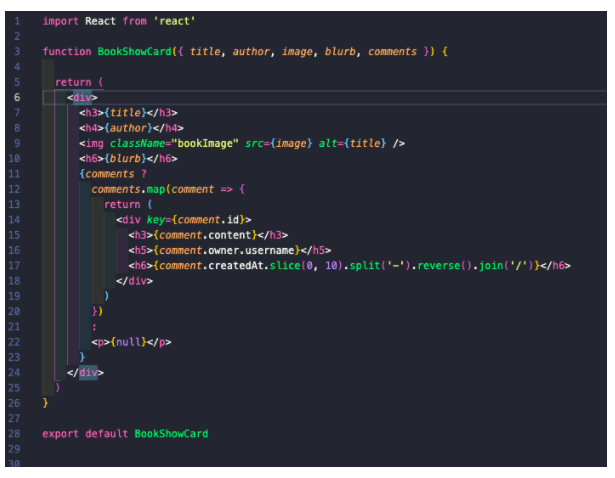 1 import React from 'react'
2
3 function BookShowCard({ title, author, image, blurb, comments }) {
4
5   return (
6     <div>
7       <h3>{title}</h3>
8       <h4>{author}</h4>
9       <img className="bookImage" src={image} alt={title} />
10       <h6>{blurb}</h6>
11       {comments ?
12         comments.map(comment => {
13           return (
14             <div key={comment.id}>
15               <h3>{comment.content}</h3>
16               <h5>{comment.owner.username}</h5>
17               <h6>{comment.createdAt.slice(0, 10).split('-').reverse().join('/')}</h6>
18             </div>
19           )
20         })
21         :
22         <p>{null}</p>
23       }
24     </div>
25   )
26 }
27
28 export default BookShowCard
29
30